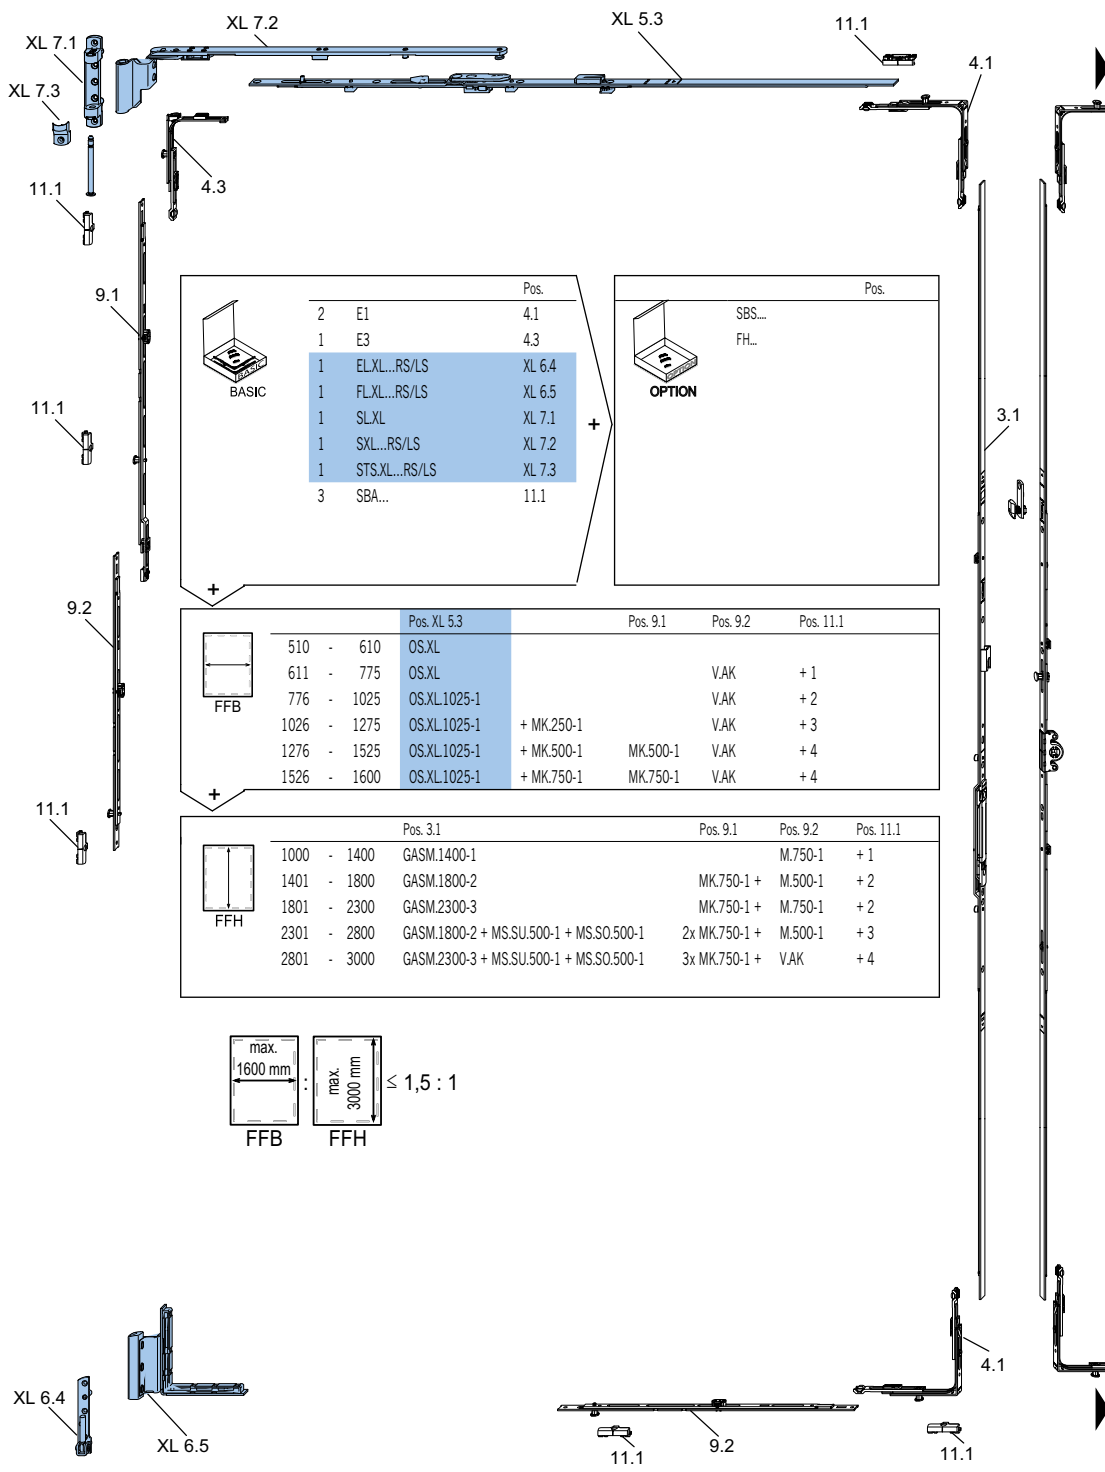 XL 7.2
XL 5.3
11.1
XL 7.1
4.1
XL 7.3
11.1
4.3
9.1
11.1
3.1
9.2
11.1
Pos.
2 E1 4.1
1 E3 4.3
1 EL.XL...RS/LS XL 6.4
1 FL.XL...RS/LS XL 6.5
1 SL.XL XL 7.1
1 SXL...RS/LS XL 7.2
1 STS.XL...RS/LS XL 7.3
3 SBA... 11.1
BASIC
BASIC
+
Pos.
SBS....
FH...
OPTION
OPTION
+
Pos. XL 5.3 Pos. 9.1 Pos. 9.2 Pos. 11.1
510 - 610 OS.XL
611 - 775 OS.XL V.AK + 1
776 - 1025 OS.XL.1025-1 V.AK + 2
1026 - 1275 OS.XL.1025-1 + MK.250-1 V.AK + 3
1276 - 1525 OS.XL.1025-1 + MK.500-1 MK.500-1 V.AK + 4
1526 - 1600 OS.XL.1025-1 + MK.750-1 MK.750-1 V.AK + 4
FFB
+
Pos. 3.1 Pos. 9.1 Pos. 9.2 Pos. 11.1
1000 - 1400 GASM.1400-1 M.750-1 + 1
1401 - 1800 GASM.1800-2 MK.750-1 + M.500-1 + 2
1801 - 2300 GASM.2300-3 MK.750-1 + M.750-1 + 2
2301 - 2800 GASM.1800-2 + MS.SU.500-1 + MS.SO.500-1 2x MK.750-1 + M.500-1 + 3
2801 - 3000 GASM.2300-3 + MS.SU.500-1 + MS.SO.500-1 3x MK.750-1 + V.AK + 4
FFH
max.
1600 mm
:
max.
3000 mm
≤ 1,5 : 1
FFB FFH
4.1
XL 6.4
XL 6.5
9.2
11.1
11.1